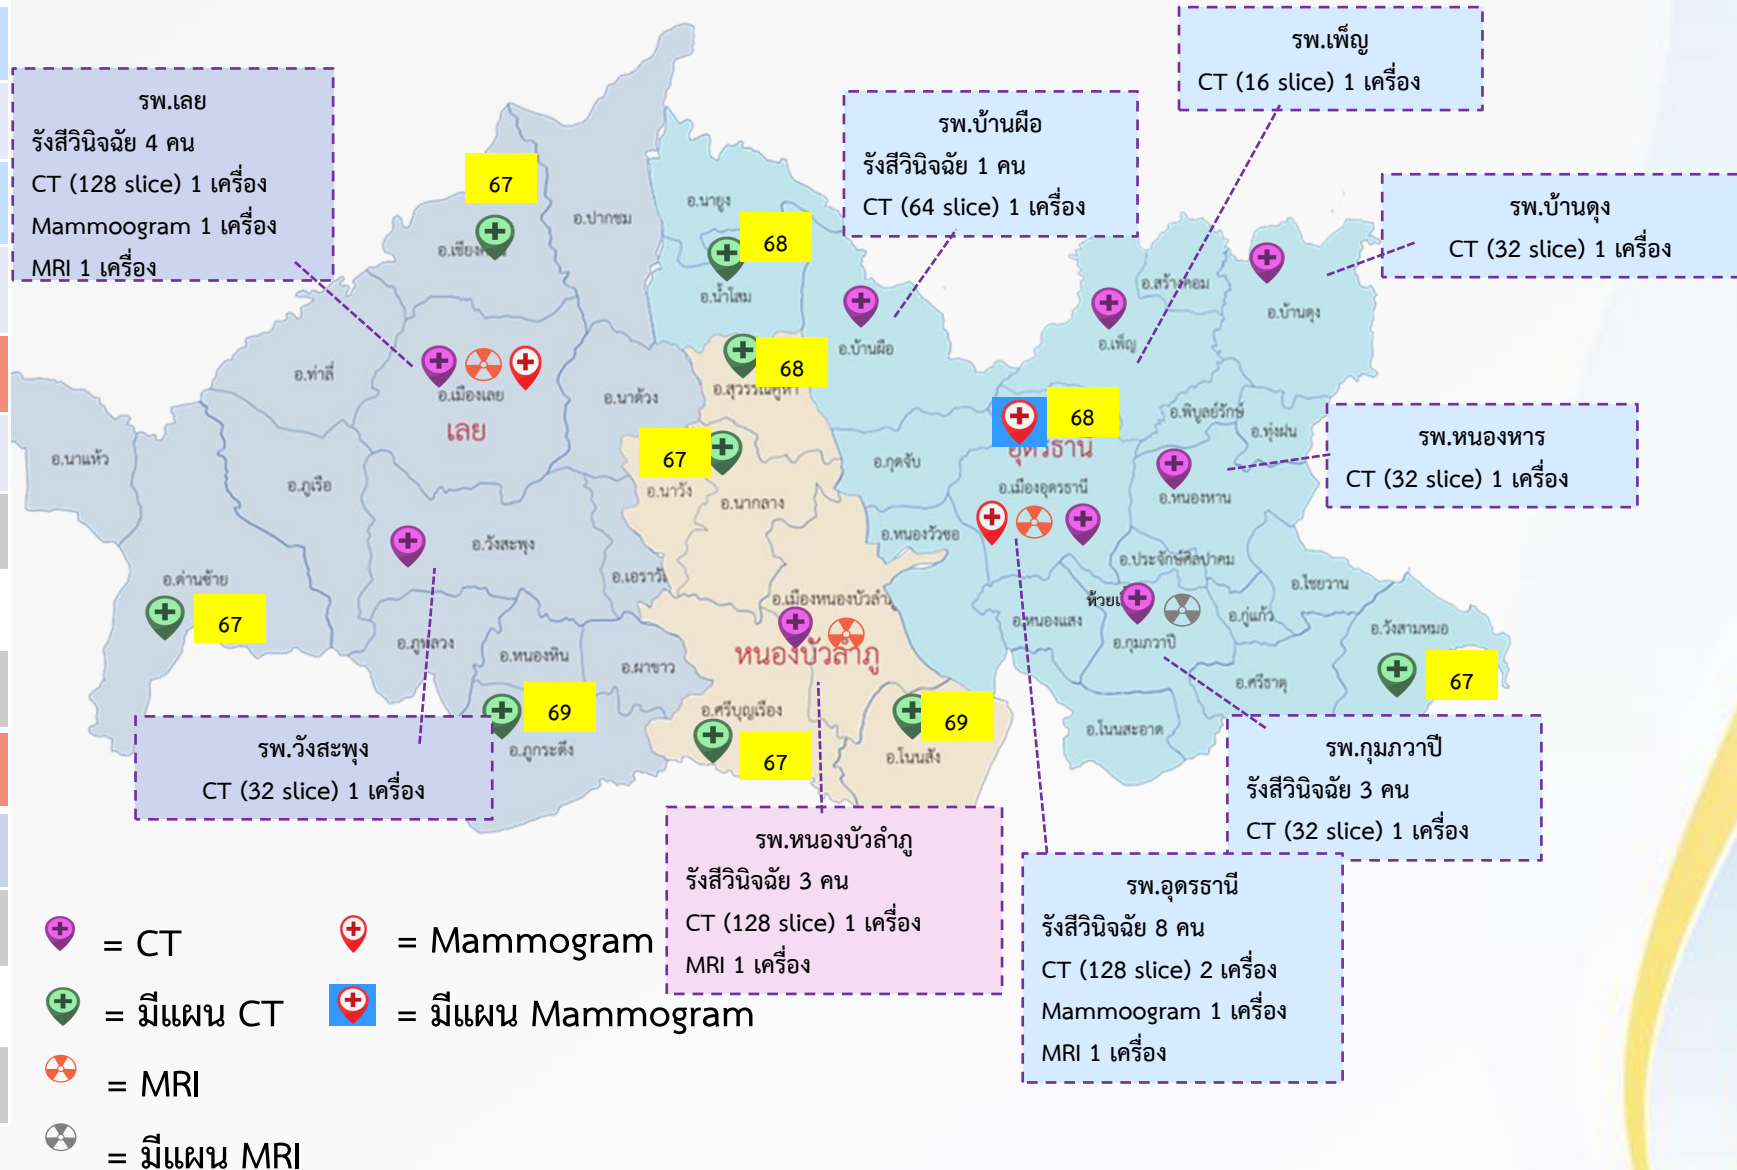 รพ.เพ็ญ
CT (16 slice) 1 เครื่อง
รพ.เลย
รังสีวินิจฉัย 4 คน
CT (128 slice) 1 เครื่อง
Mammoogram 1 เครื่อง
MRI 1 เครื่อง
รพ.บ้านผือ
รังสีวินิจฉัย 1 คน
CT (64 slice) 1 เครื่อง
รพ.บ้านดุง
CT (32 slice) 1 เครื่อง
67
อ.ปากชม
อ.นายูง
68
อ.เชียงค
อ.น้ำโสม
อ.สร้างคอม
อ.บ้านดุง
อ.บ้านผือ
อ.เพ็ญ
68
อ.ท่าลี่
อ.เมืองเลย
เลย
อ.นาด้วง
อ.สุวรรณคูหา
68
อุดรธานี
อ.พิบูลย์รักษ์
อ.ทุ่งฝน
รพ.หนองหาร
CT (32 slice) 1 เครื่อง
อ.นาแห้ว
อ.ภูเรือ
67
อ.นาวัง
อ.นากลาง
อ.กุดจับ
อ.เมืองอุดรธานี
อ.หนองหาน
อ.วังสะพุง
อ.เอราวั
อ.หนองวัวซอ
อ.ประจักษ์ศิลปาคม
อ.ไชยวาน
อ.ด่านซ้าย
67
อ.เมืองหนองบัวลำภู
หนองบัวลำภู
ห้วยเ
อ.หนองแสง
อ.กู่แก้ว
อ.วังสามหมอ
อ.กุมภวาปี
อ.ภูหลวง
อ.หนองหิน
อ.ผาขาว
อ.ศรีธาตุ
67
69
อ.ภูกระดึง
อ.ศรีบุญเรือง
67
69
อ.โนนสัง
อ.โนนสะอาด
รพ.วังสะพุง
CT (32 slice) 1 เครื่อง
รพ.กุมภวาปี
รังสีวินิจฉัย 3 คน
CT (32 slice) 1 เครื่อง
รพ.หนองบัวลำภู
รังสีวินิจฉัย 3 คน
CT (128 slice) 1 เครื่อง
MRI 1 เครื่อง
รพ.อุดรธานี
รังสีวินิจฉัย 8 คน
CT (128 slice) 2 เครื่อง
Mammoogram 1 เครื่อง
MRI 1 เครื่อง
= CT
= Mammogram
= มีแผน CT
= มีแผน Mammogram
= MRI
= มีแผน MRI